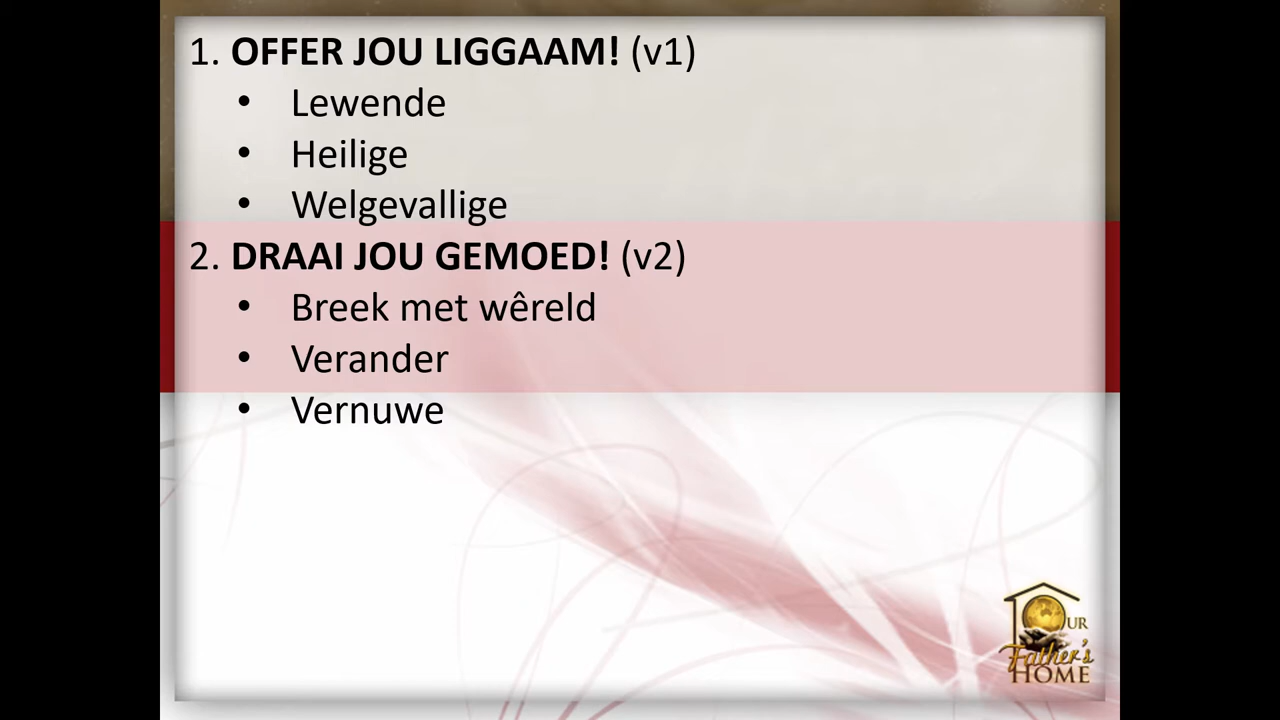 1. OFFER JOU LIGGAAM! (v1)
• Lewende
• Heilige
• Welgevallige
2. DRAAI JOU GEMOED! (v2)
• Breek met wêreld
• Verander
• Vernuwe
OUR
Father's
HOME